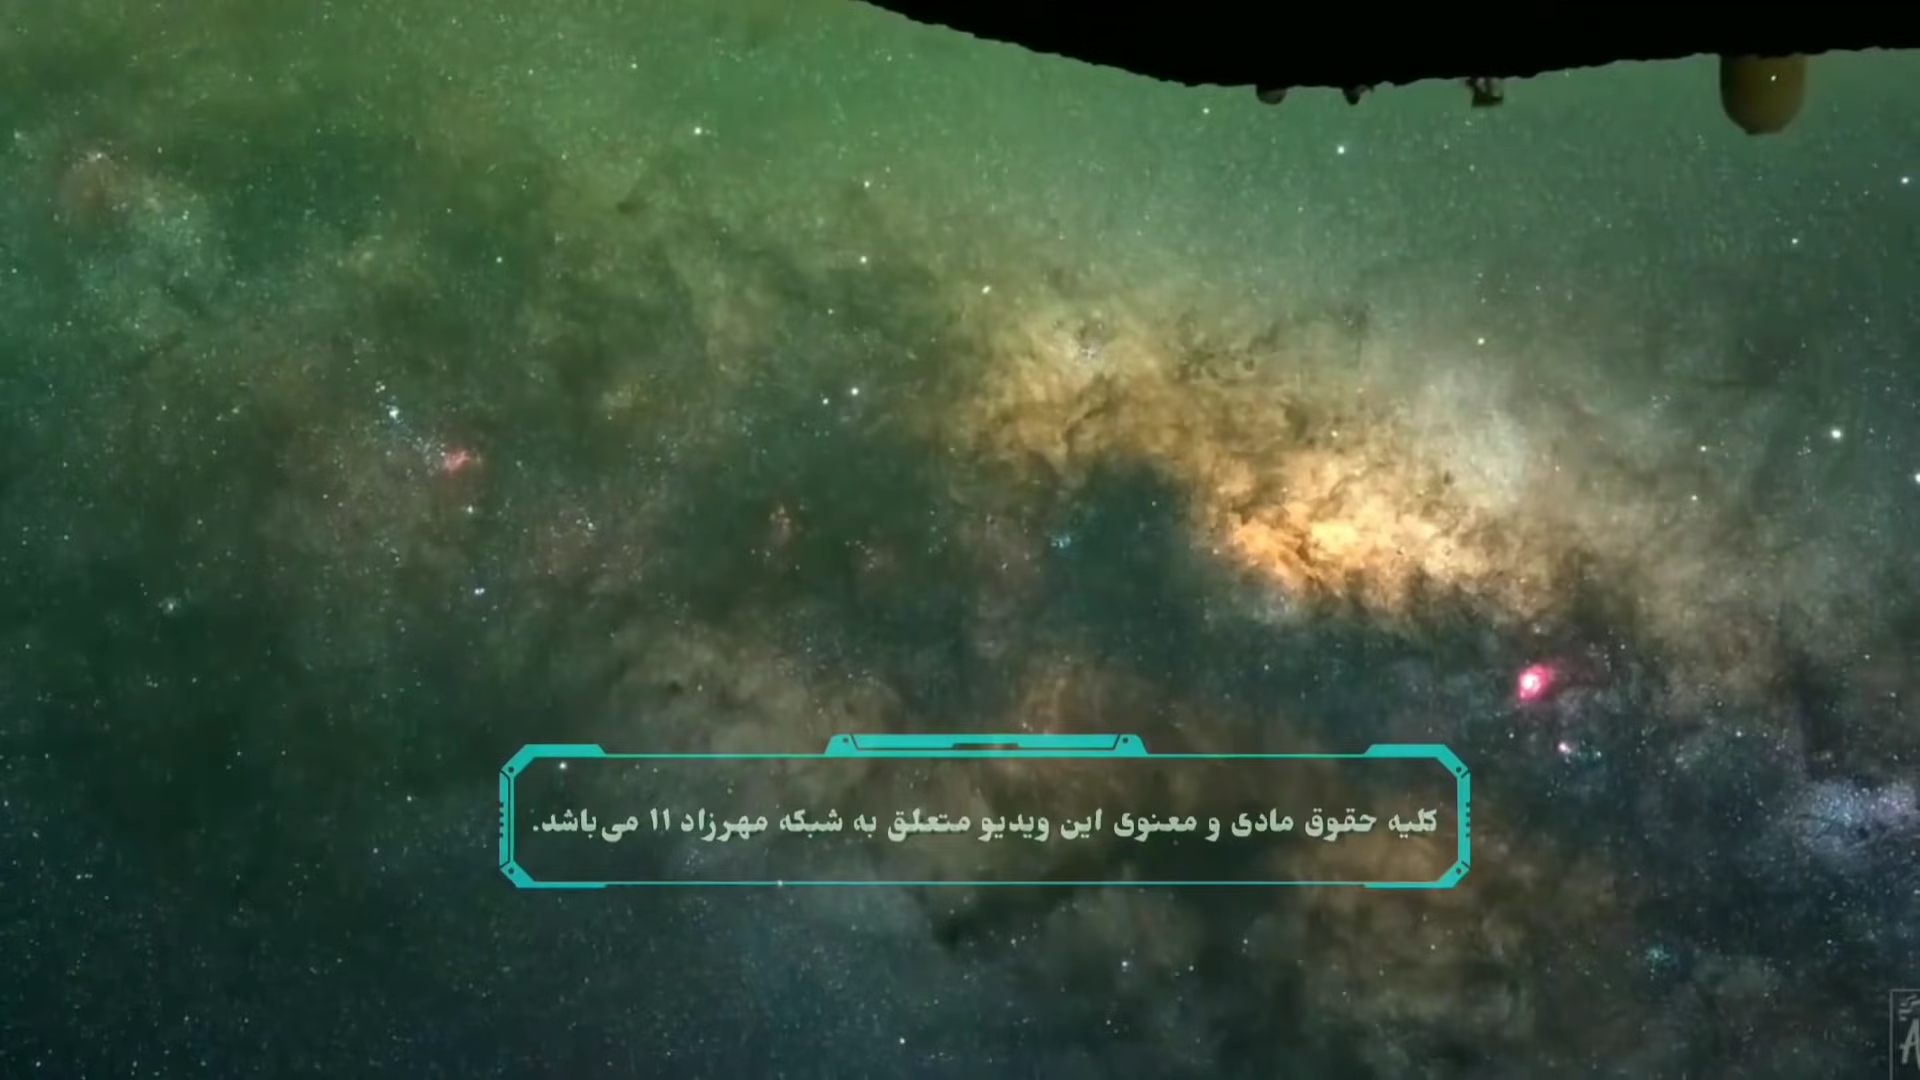 کلیه حقوق مادی و معنوی این ویدیو متعلق به شبکه مهرزاد ۱۱ می‌باشد.